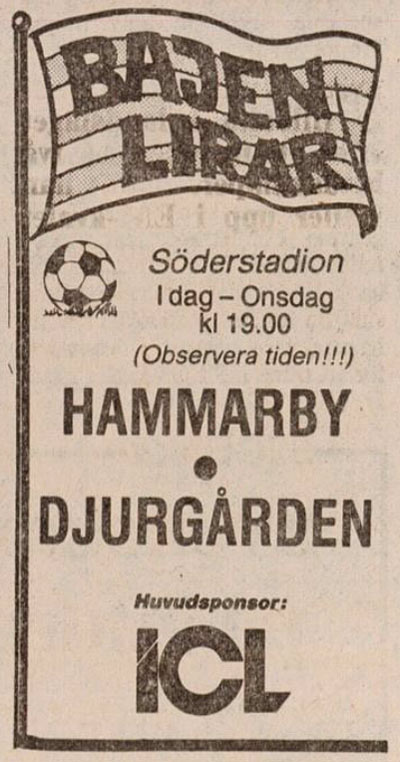 BAJEN
LIRAR
Söderstadion
I dag – Onsdag
kl 19.00
(Observera tiden!!!)
HAMMARBY
•
DJURGÅRDEN
Huvudsponsor:
ICL